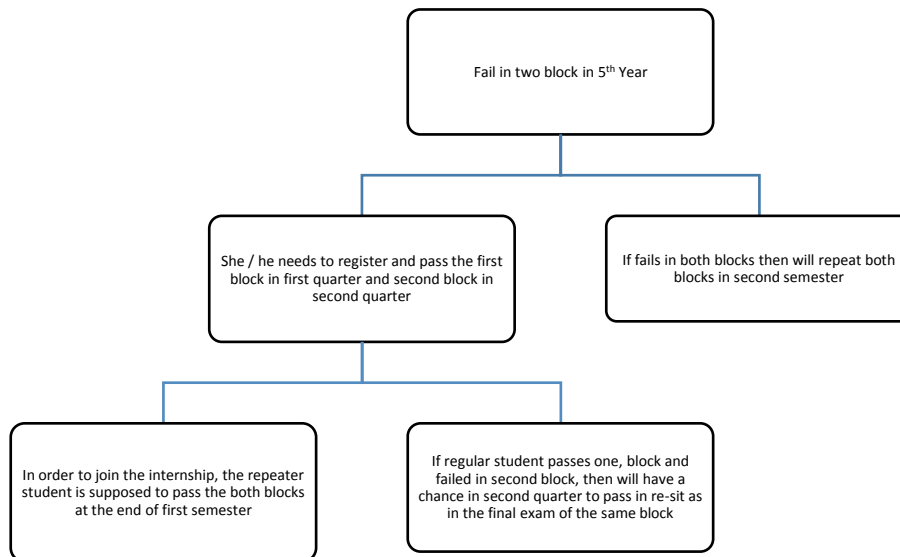 Fail in two block in 5th Year
She / he needs to register and pass the first
block in first quarter and second block in
second quarter
If fails in both blocks then will repeat both
blocks in second semester
In order to join the internship, the repeater
student is supposed to pass the both blocks
at the end of first semester
If regular student passes one, block and
failed in second block, then will have a
chance in second quarter to pass in re-sit as
in the final exam of the same block